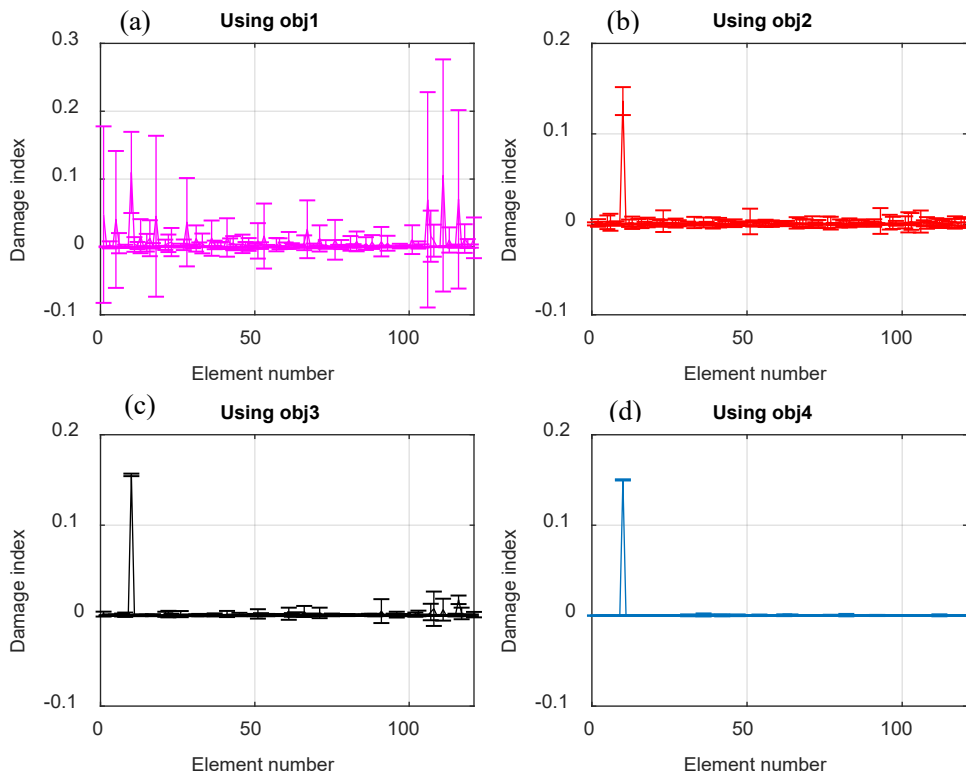 (a) Using obj1
0.3
0.2
0.1
0
-0.1
Damage index
0 50 100
Element number
(b) Using obj2
0.2
0.1
0
-0.1
Damage index
0 50 100
Element number
(c) Using obj3
0.2
0.1
0
-0.1
Damage index
0 50 100
Element number
(d) Using obj4
0.2
0.1
0
-0.1
Damage index
0 50 100
Element number